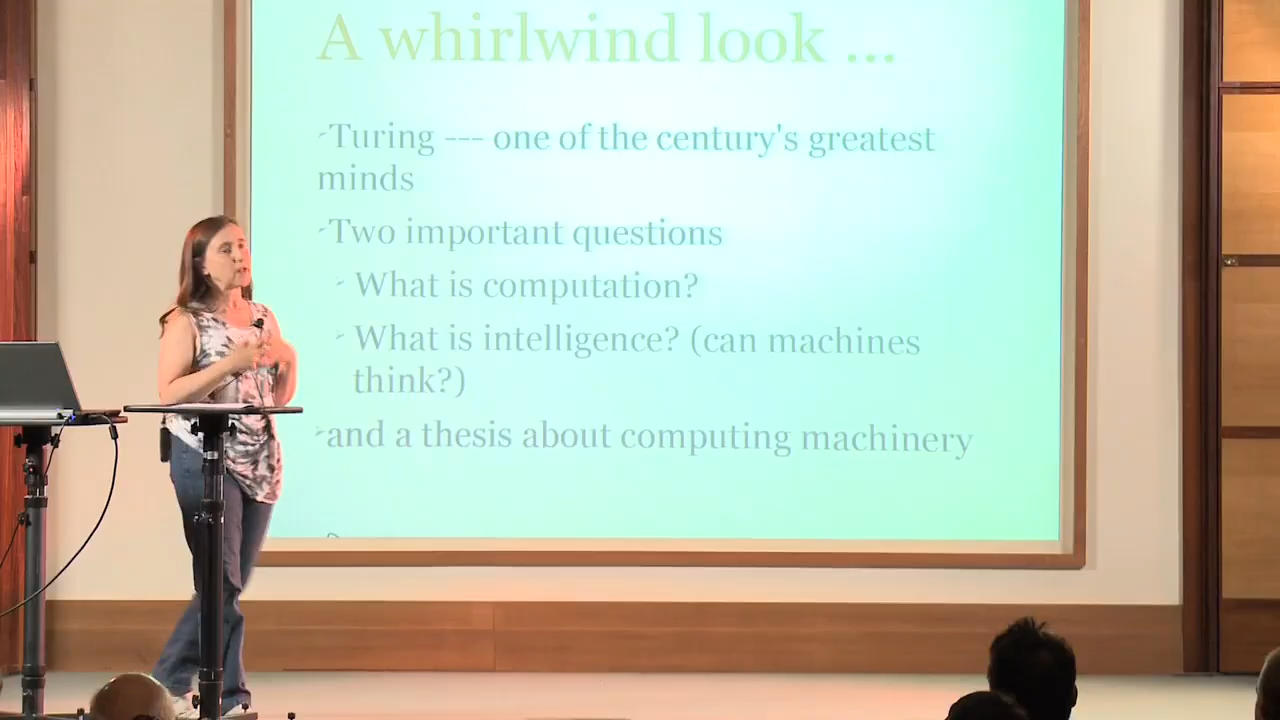 A whirlwind look ...
Turing --- one of the century's greatest
minds
Two important questions
What is computation?
What is intelligence? (can machines
think?)
and a thesis about computing machinery